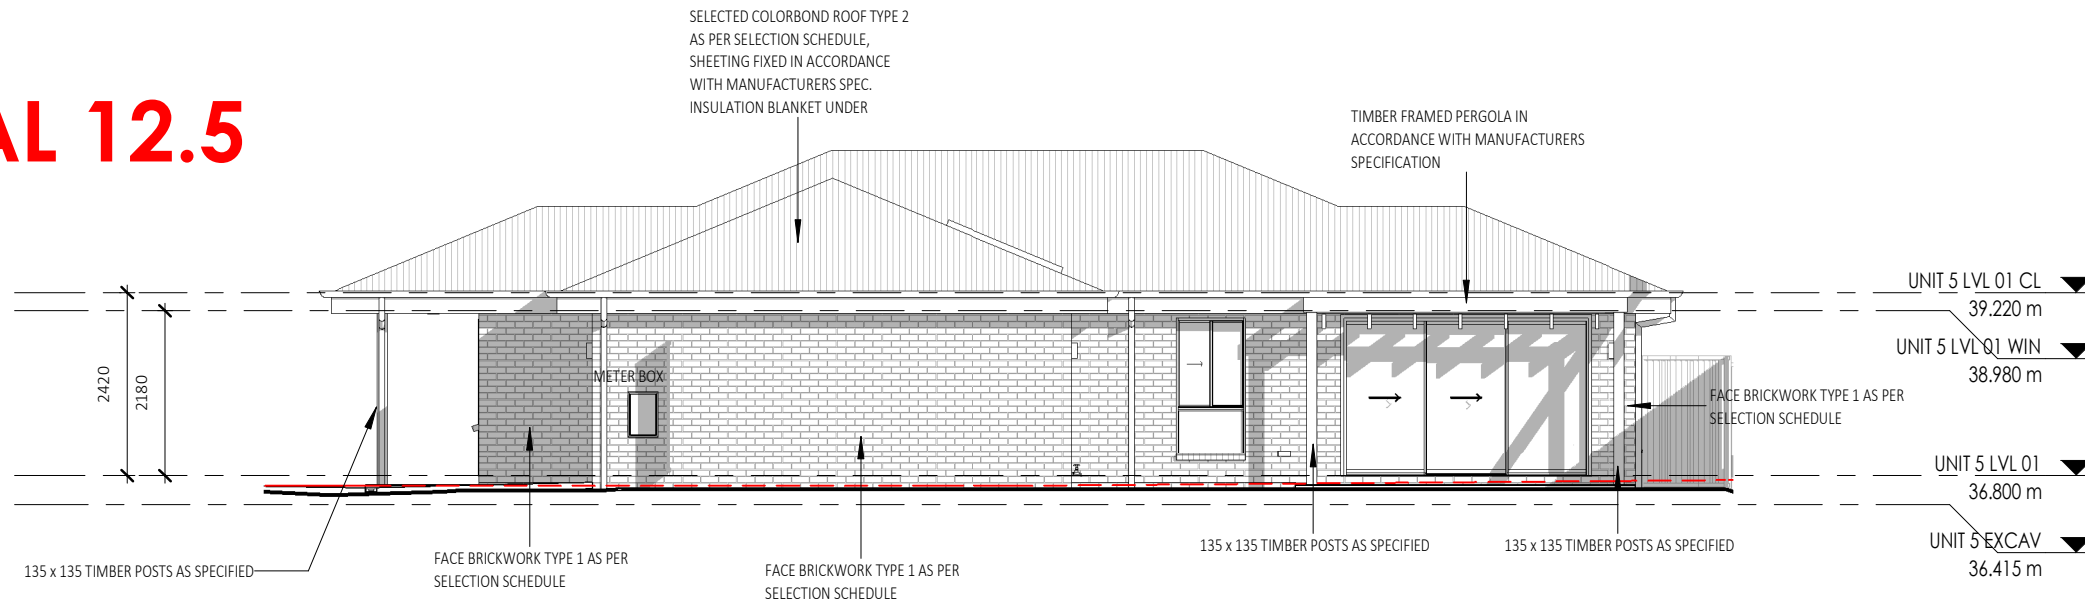 SELECTED COLORBOND ROOF TYPE 2
AS PER SELECTION SCHEDULE,
SHEETING FIXED IN ACCORDANCE
WITH MANUFACTURERS SPEC.
INSULATION BLANKET UNDER
AL 12.5
TIMBER FRAMED PERGOLA IN
ACCORDANCE WITH MANUFACTURERS
SPECIFICATION
UNIT 5 LVL 01 CL
39.220 m
UNIT 5 LVL 01 WIN
38.980 m
2420
2180
METER BOX
FACE BRICKWORK TYPE 1 AS PER
SELECTION SCHEDULE
UNIT 5 LVL 01
36.800 m
UNIT 5 EXCAV
36.415 m
135 x 135 TIMBER POSTS AS SPECIFIED
FACE BRICKWORK TYPE 1 AS PER
SELECTION SCHEDULE
FACE BRICKWORK TYPE 1 AS PER
SELECTION SCHEDULE
135 x 135 TIMBER POSTS AS SPECIFIED
135 x 135 TIMBER POSTS AS SPECIFIED